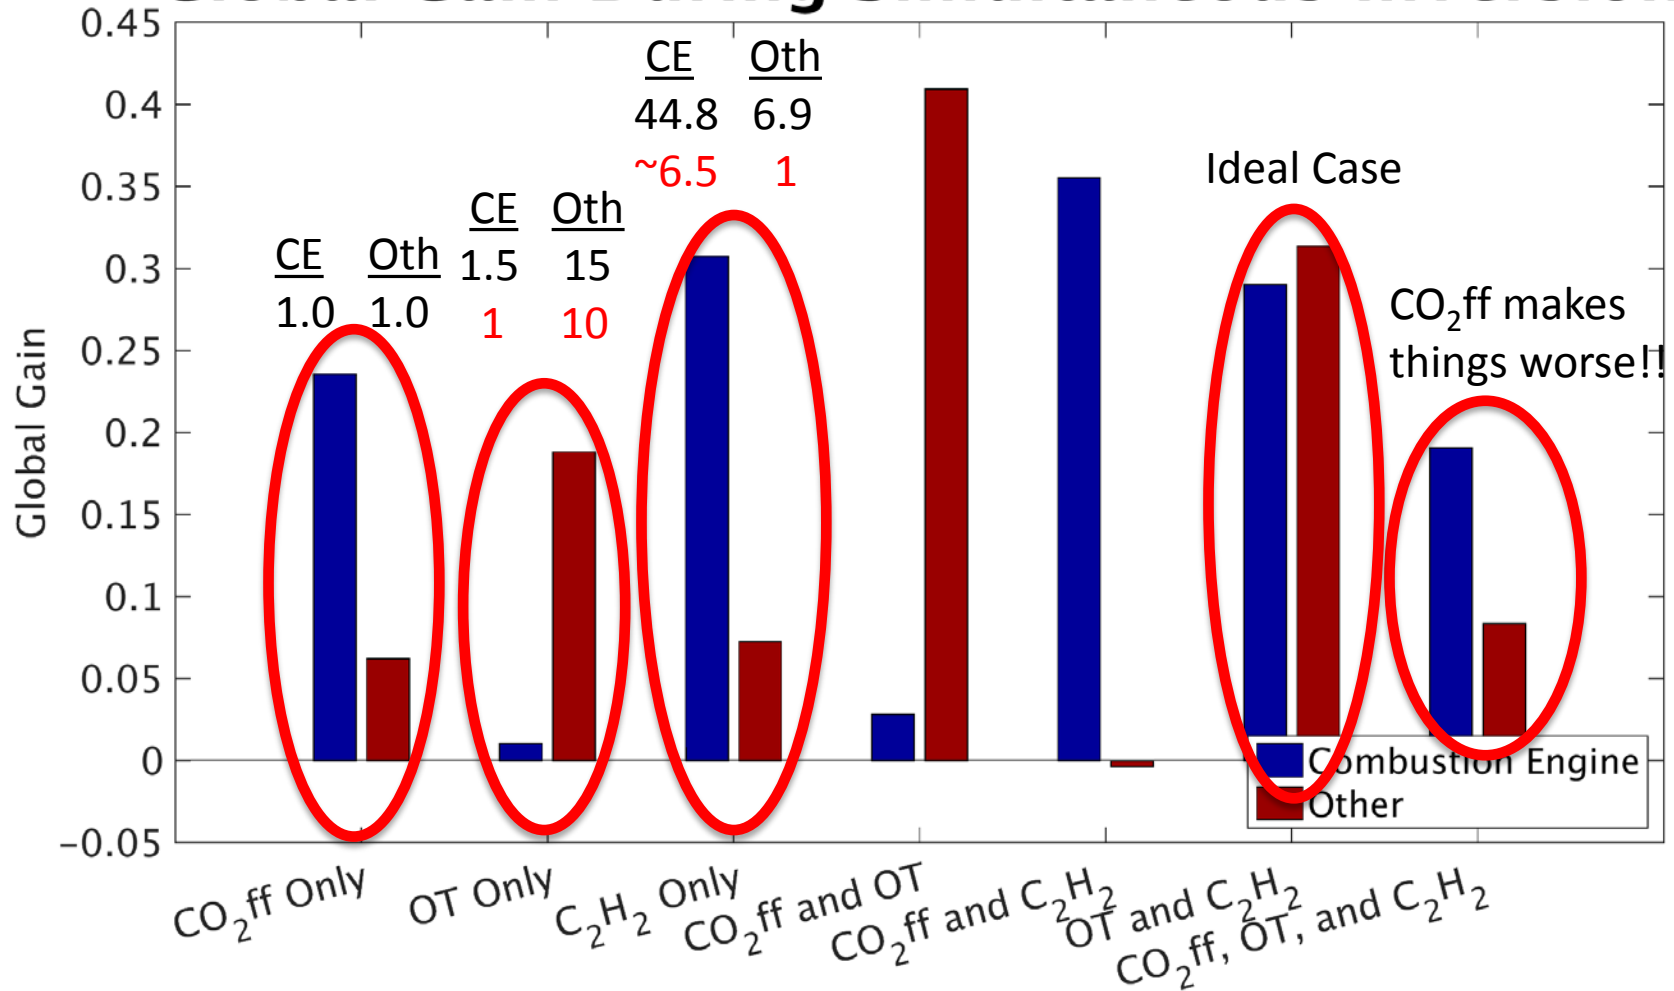 0.45
0.4
0.35
0.3
0.25
0.2
0.15
0.1
0.05
0
−0.05
Global Gain
CE Oth
1.0 1.0
CE Oth
1.5 15
1 10
CE Oth
44.8 6.9
~6.5 1
Ideal Case
CO₂ff makes
things worse!!
Combustion Engine
Other
CO₂ff Only
OT Only
C₂H₂ Only
CO₂ff and OT
CO₂ff and C₂H₂
OT and C₂H₂
CO₂ff, OT, and C₂H₂